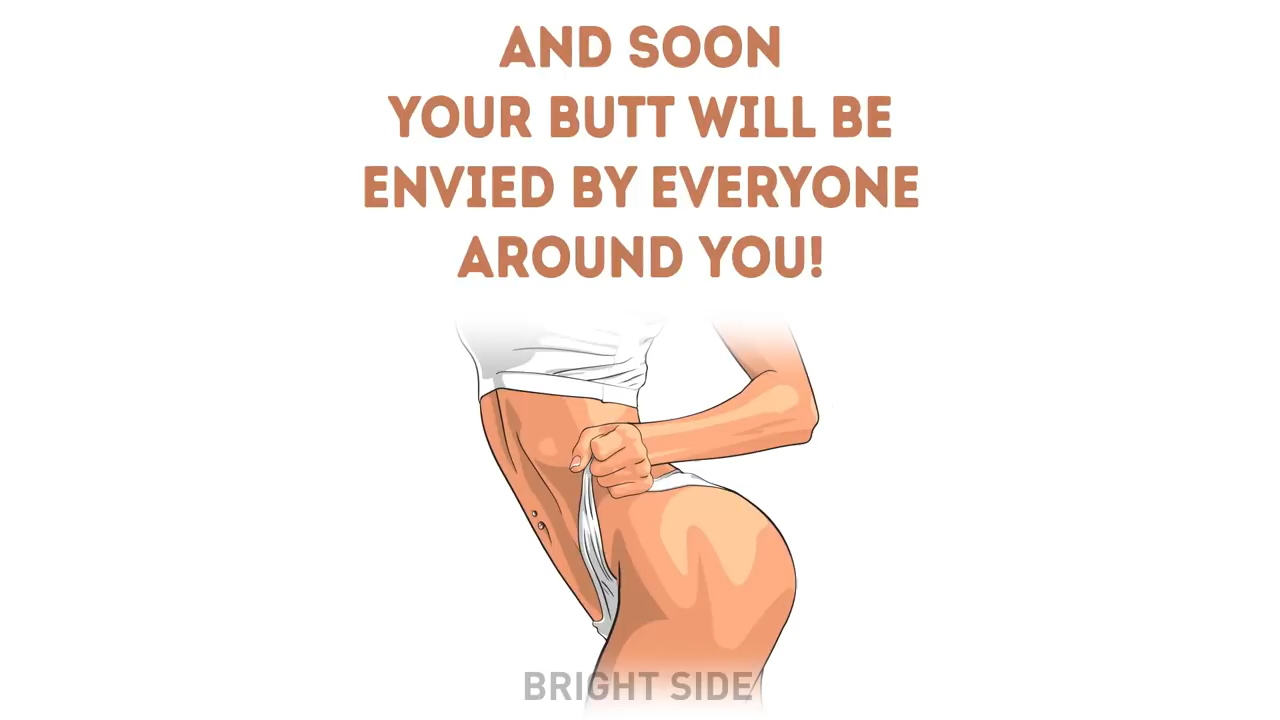 AND SOON
YOUR BUTT WILL BE
ENVIED BY EVERYONE
AROUND YOU!
BRIGHT SIDE